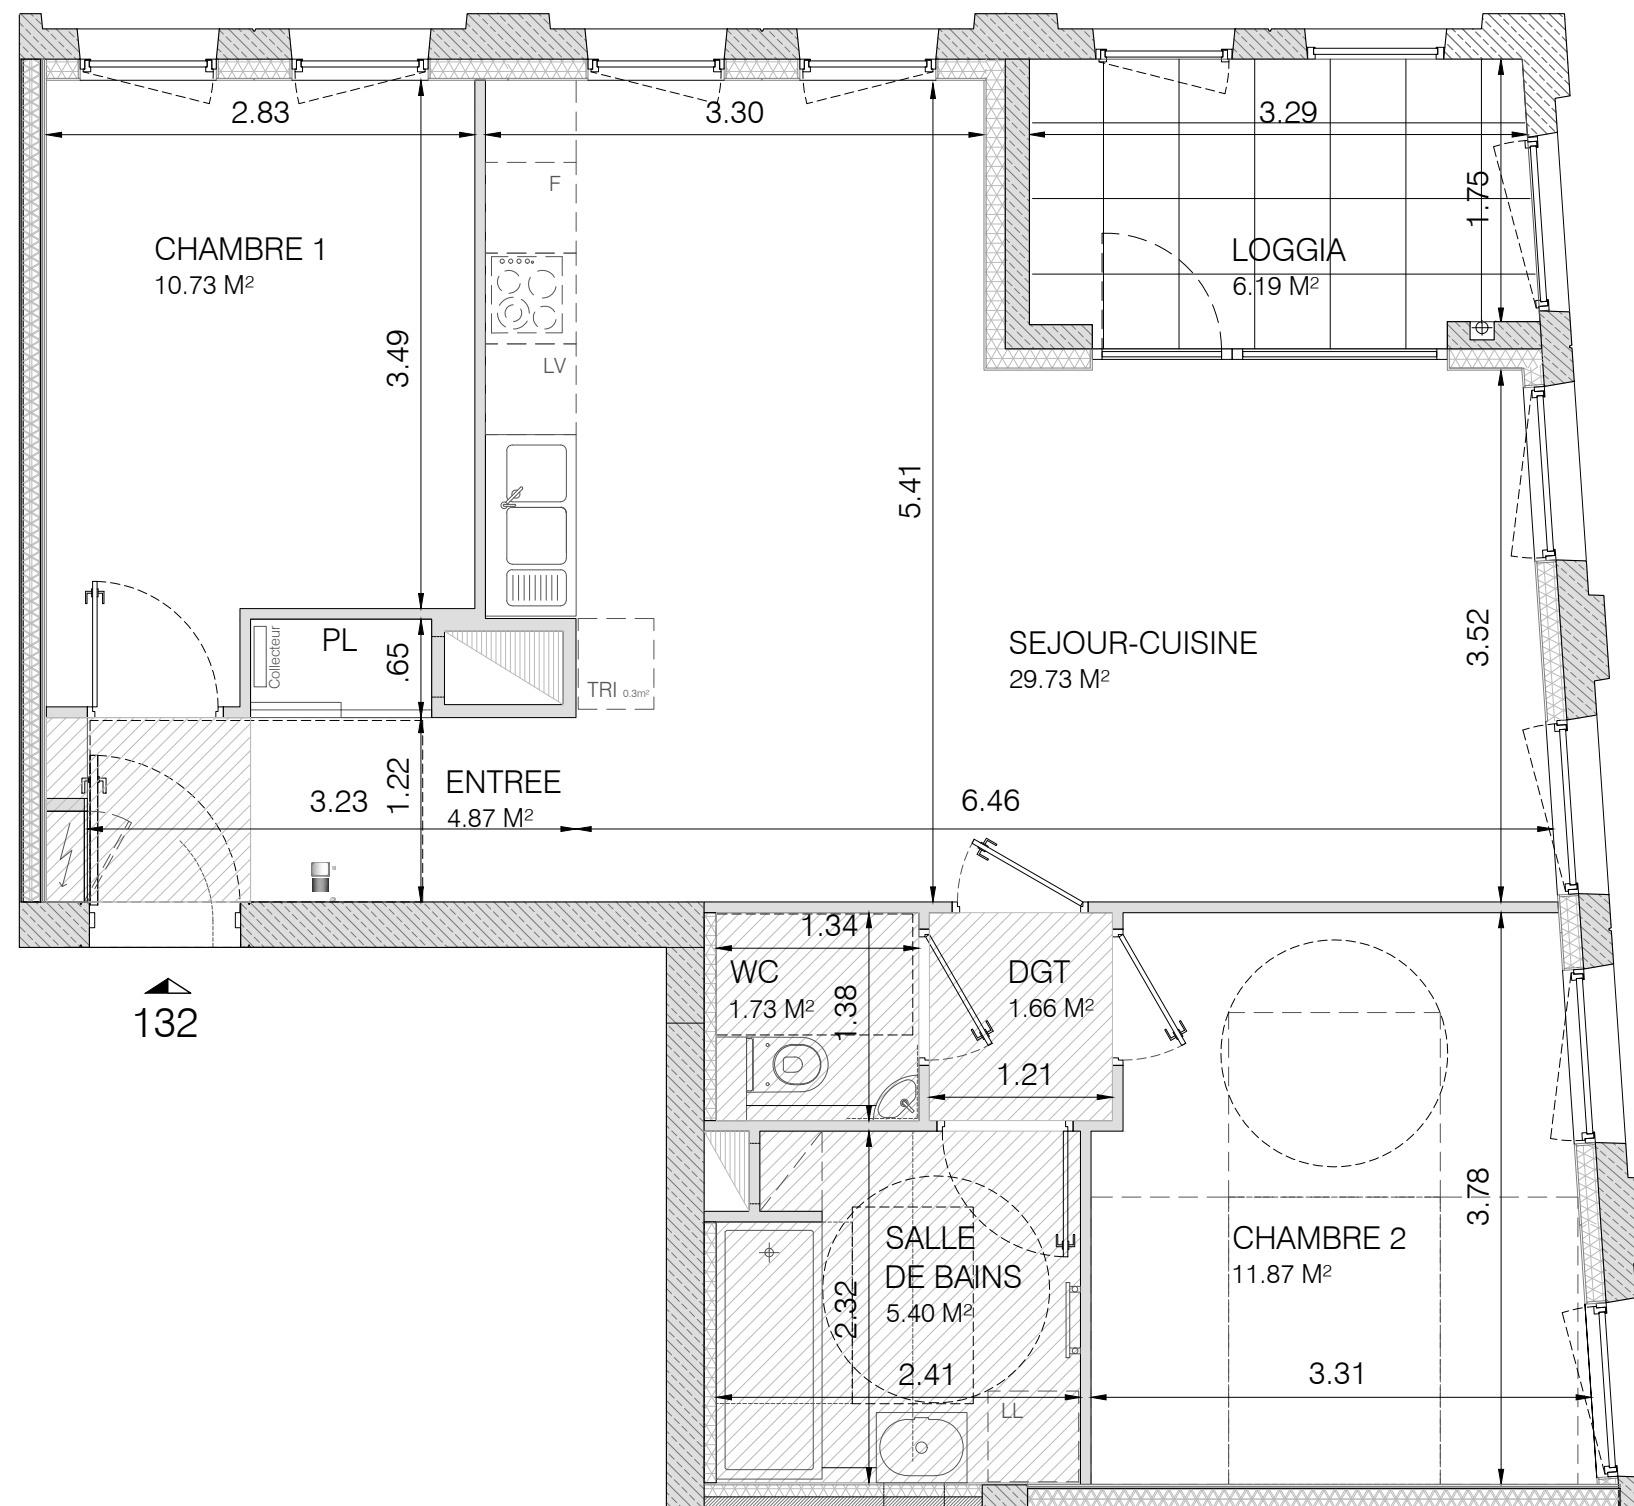 2.83
3.30
3.29
F
1.75
CHAMBRE 1
10.73 M²
LOGGIA
6.19 M²
3.49
LV
5.41
3.52
Collecteur
PL
.65
SEJOUR-CUISINE
29.73 M²
TRI 0.3m²
3.23
1.22
ENTREE
4.87 M²
6.46
1.34
WC
1.73 M²
1.38
DGT
1.66 M²
132
1.21
3.78
SALLE
DE BAINS
5.40 M²
2.32
CHAMBRE 2
11.87 M²
2.41
3.31
LL